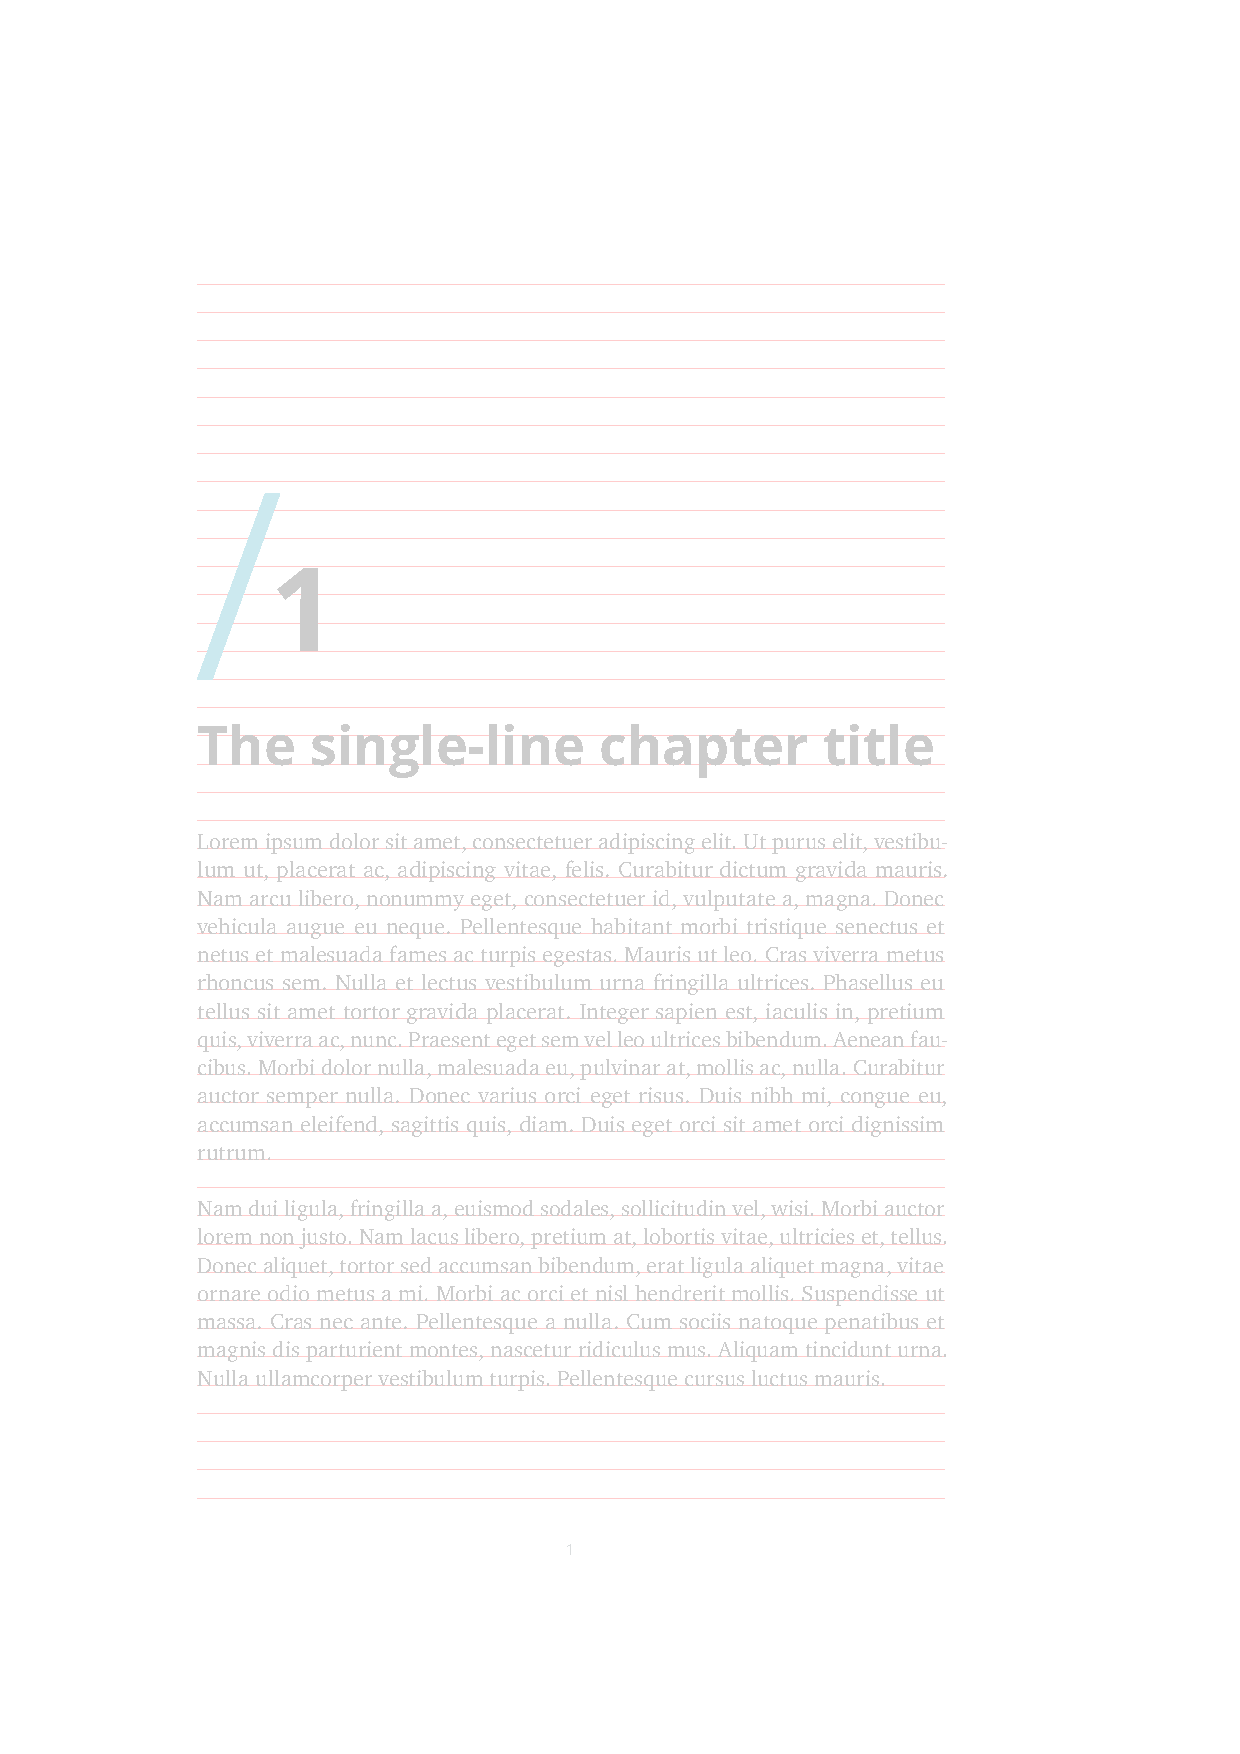 /1
The single-line chapter title
Lorem ipsum dolor sit amet, consectetuer adipiscing elit. Ut purus elit, vestibu-
lum ut, placerat ac, adipiscing vitae, felis. Curabitur dictum gravida mauris.
Nam arcu libero, nonummy eget, consectetuer id, vulputate a, magna. Donec
vehicula augue eu neque. Pellentesque habitant morbi tristique senectus et
netus et malesuada fames ac turpis egestas. Mauris ut leo. Cras viverra metus
rhoncus sem. Nulla et lectus vestibulum urna fringilla ultrices. Phasellus eu
tellus sit amet tortor gravida placerat. Integer sapien est, iaculis in, pretium
quis, viverra ac, nunc. Praesent eget sem vel leo ultrices bibendum. Aenean fau-
cibus. Morbi dolor nulla, malesuada eu, pulvinar at, mollis ac, nulla. Curabitur
auctor semper nulla. Donec varius orci eget risus. Duis nibh mi, congue eu,
accumsan eleifend, sagittis quis, diam. Duis eget orci sit amet orci dignissim
rutrum.
Nam dui ligula, fringilla a, euismod sodales, sollicitudin vel, wisi. Morbi auctor
lorem non justo. Nam lacus libero, pretium at, lobortis vitae, ultricies et, tellus.
Donec aliquet, tortor sed accumsan bibendum, erat ligula aliquet magna, vitae
ornare odio metus a mi. Morbi ac orci et nisl hendrerit mollis. Suspendisse ut
massa. Cras nec ante. Pellentesque a nulla. Cum sociis natoque penatibus et
magnis dis parturient montes, nascetur ridiculus mus. Aliquam tincidunt urna.
Nulla ullamcorper vestibulum turpis. Pellentesque cursus luctus mauris.
1